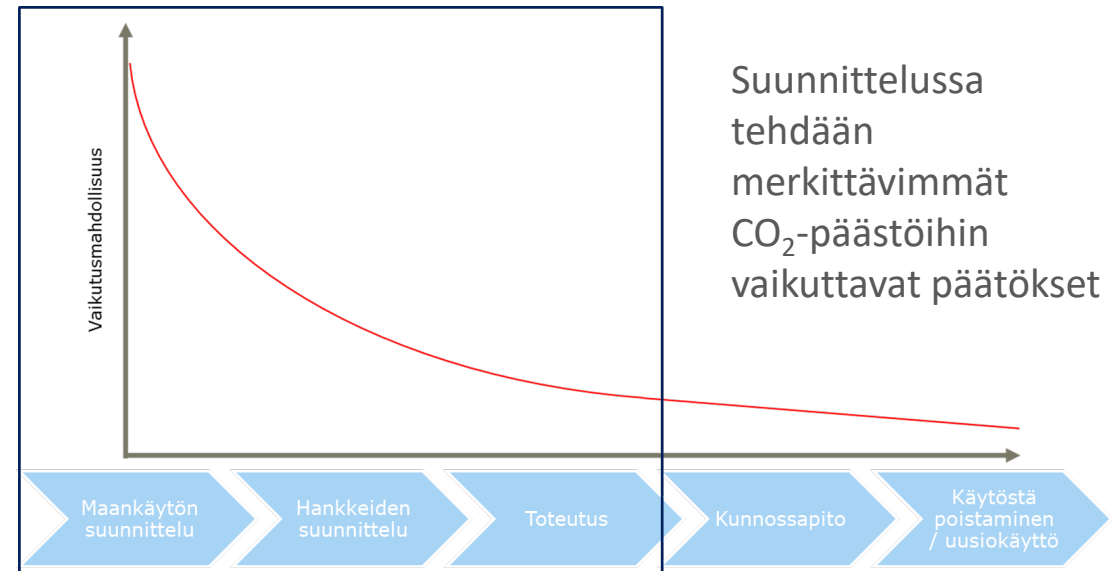 Vaikutusmahdollisuus
Suunnittelussa
tehdään
merkittävimmät
CO₂-päästöihin
vaikuttavat päätökset
Maankäytön
suunnittelu
Hankkeiden
suunnittelu
Toteutus
Kunnossapito
Käytöstä
poistaminen
/ uusiokäyttö